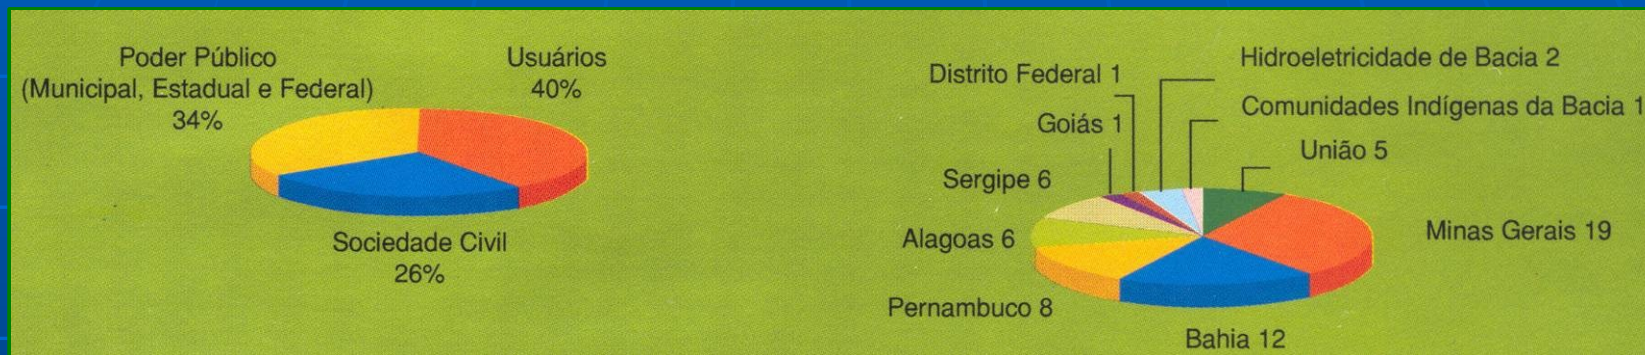 Poder Público
(Municipal, Estadual e Federal)
34%
Usuários
40%
Sociedade Civil
26%
Distrito Federal 1
Goiás 1
Sergipe 6
Alagoas 6
Pernambuco 8
Bahia 12
Hidroeletricidade de Bacia 2
Comunidades Indígenas da Bacia 1
União 5
Minas Gerais 19